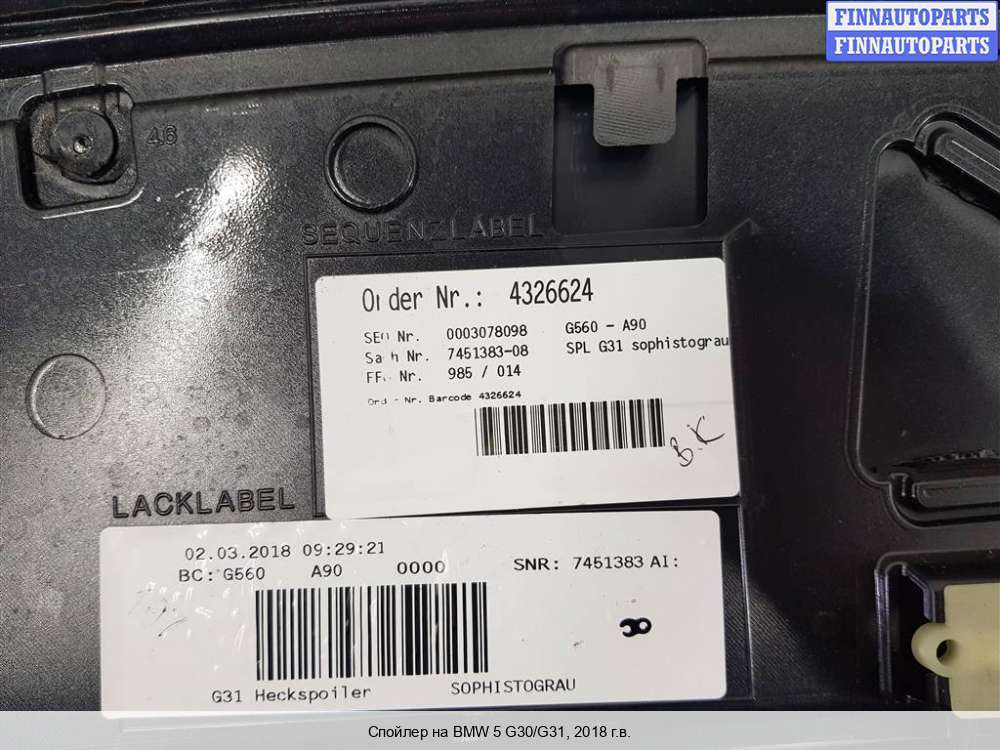 FINNAUTOPARTS
FINNAUTOPARTS
46
SEQUENZLABEL
Order Nr.: 4326624
SEQ Nr. 0003078098 G560 - A90
Sach Nr. 7451383-08 SPL G31 sophistograu
Nr. 985 / 014
Ord - Nr. Barcode 4326624
B.K
LACKLABEL
02.03.2018 09:29:21
BC: G560 A90 0000 SNR: 7451383 AI:
G31 Heckspoiler SOPHISTOGRAU
Спойлер на BMW 5 G30/G31, 2018 г.в.